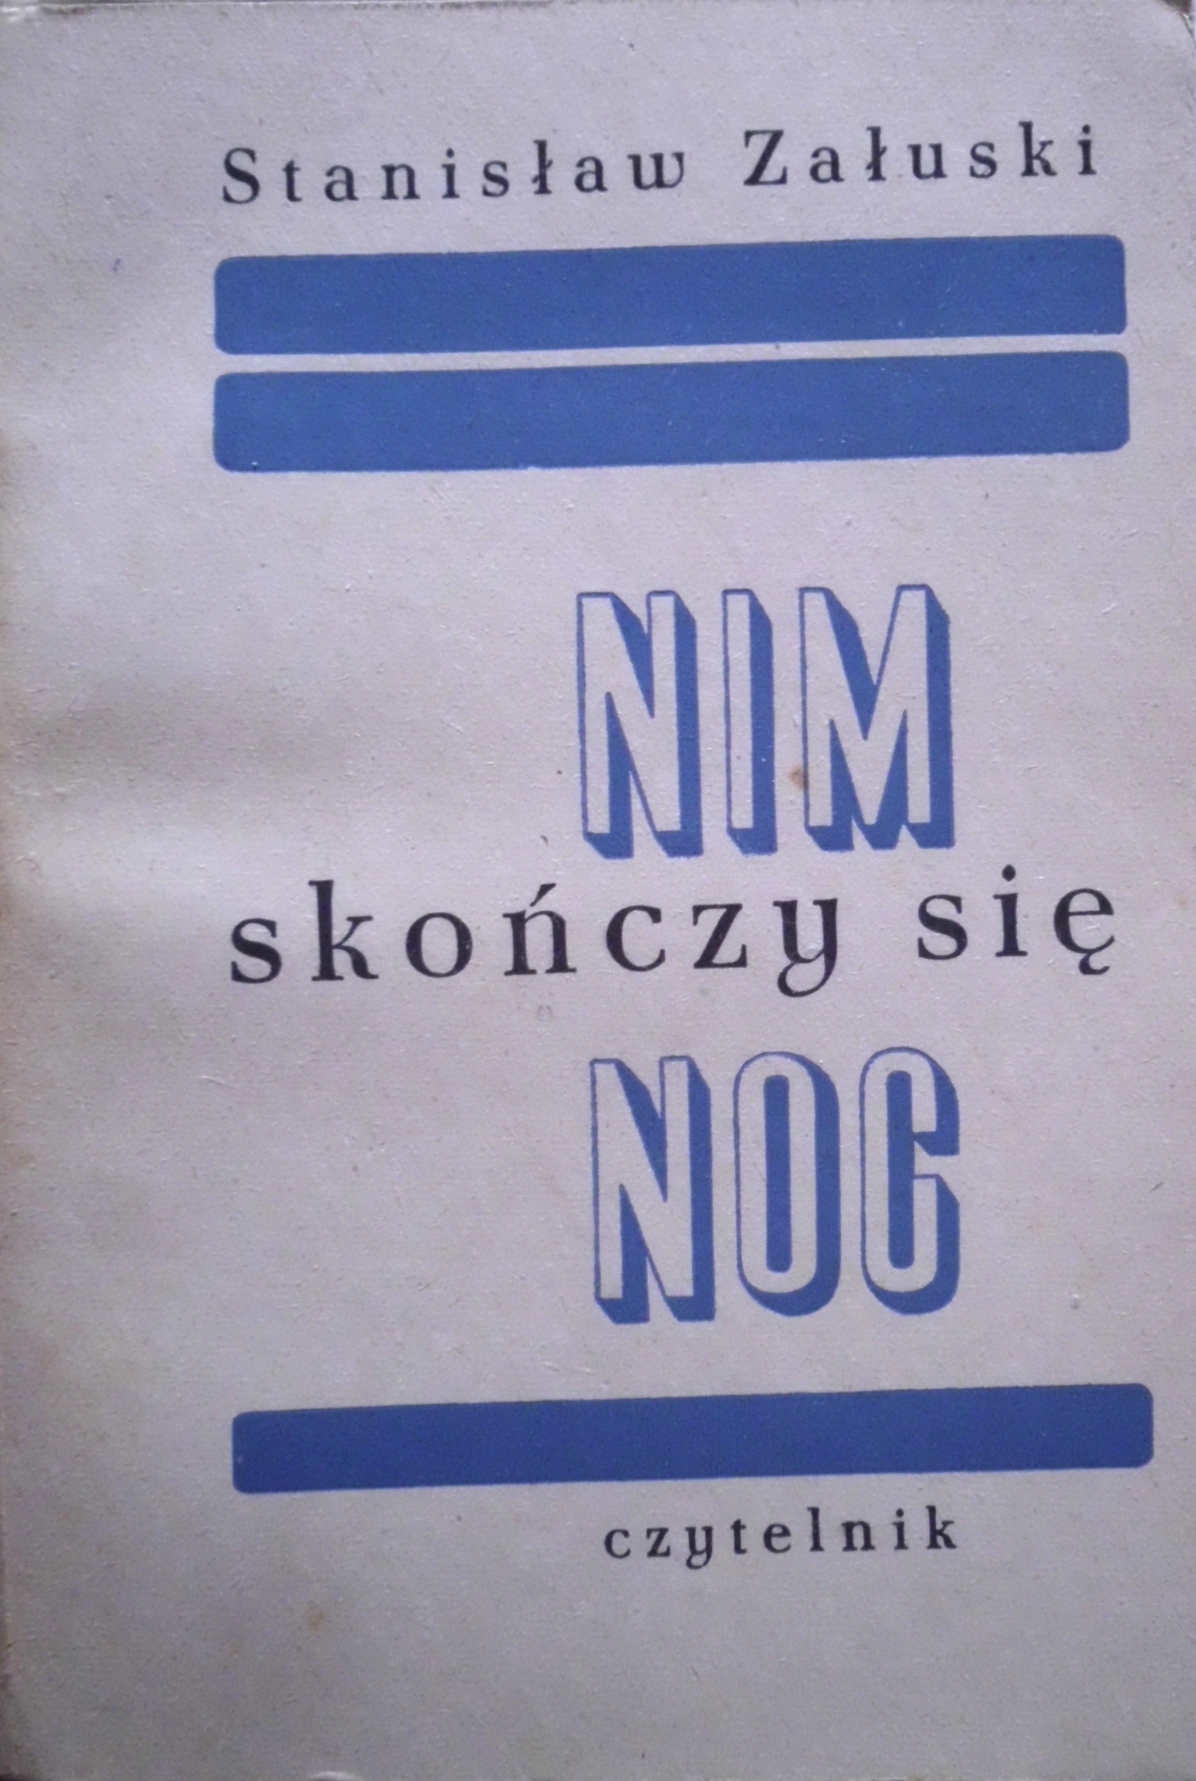 Stanisław Załuski
NIM
skończy się
NOC
czytelnik